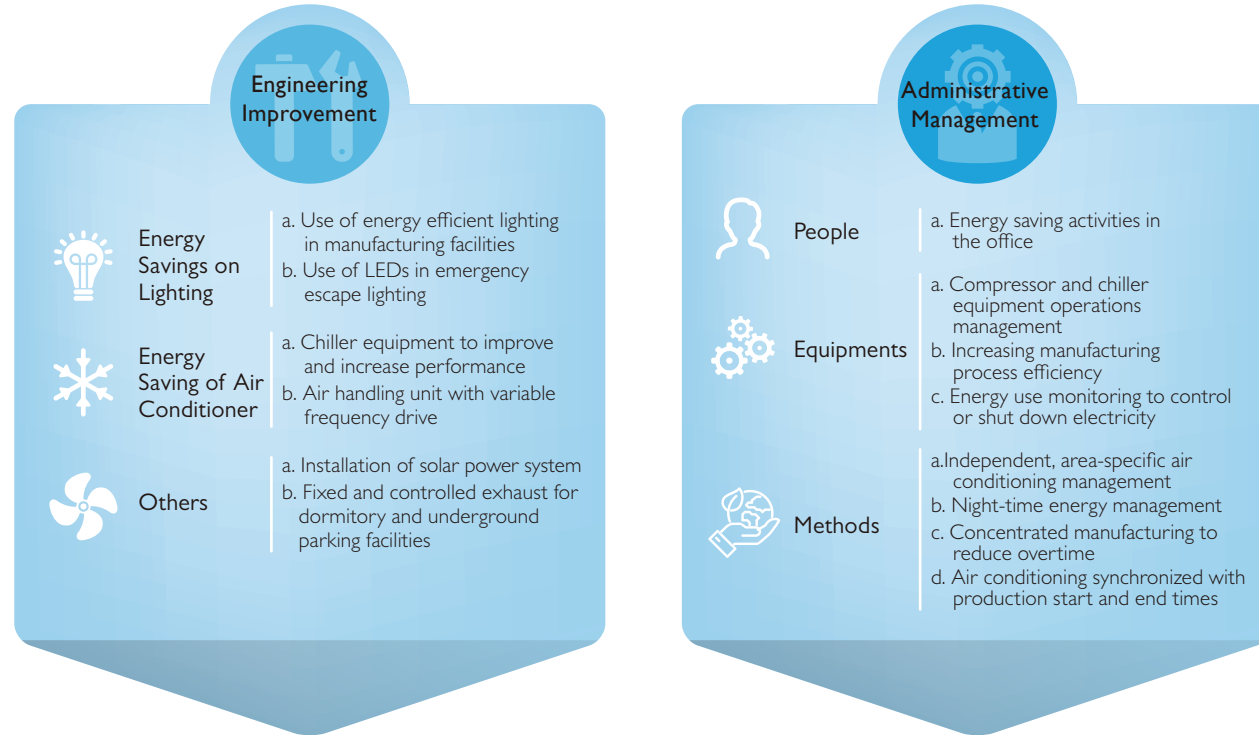 Engineering
Improvement
Energy
Savings on
Lighting
a. Use of energy efficient lighting
in manufacturing facilities
b. Use of LEDs in emergency
escape lighting
Energy
Saving of Air
Conditioner
a. Chiller equipment to improve
and increase performance
b. Air handling unit with variable
frequency drive
Others
a. Installation of solar power system
b. Fixed and controlled exhaust for
dormitory and underground
parking facilities
Administrative
Management
People
a. Energy saving activities in
the office
Equipments
a. Compressor and chiller
equipment operations
management
b. Increasing manufacturing
process efficiency
c. Energy use monitoring to control
or shut down electricity
Methods
a.Independent, area-specific air
conditioning management
b. Night-time energy management
c. Concentrated manufacturing to
reduce overtime
d. Air conditioning synchronized with
production start and end times